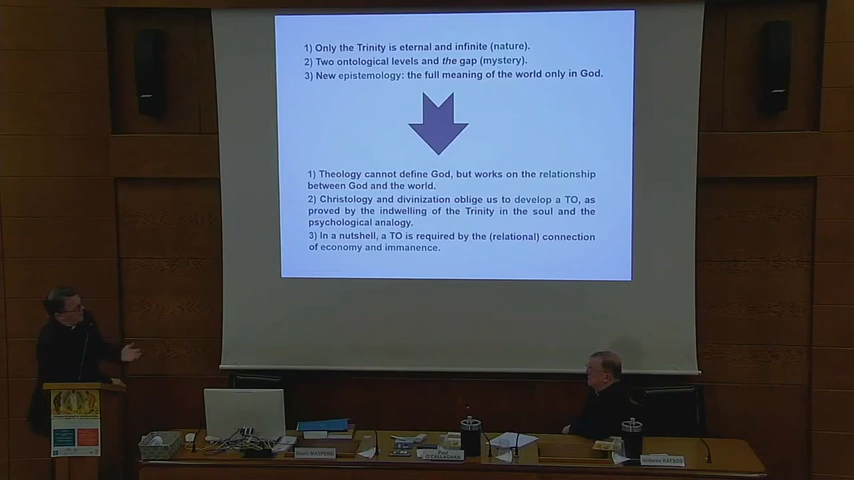 1) Only the Trinity is eternal and infinite (nature).
2) Two ontological levels and the gap (mystery).
3) New epistemology: the full meaning of the world only in God.
1) Theology cannot define God, but works on the relationship
between God and the world.
2) Christology and divinization oblige us to develop a TO, as
proved by the indwelling of the Trinity in the soul and the
psychological analogy.
3) In a nutshell, a TO is required by the (relational) connection
of economy and immanence.
Giulio MASPERO
Paul
O'CALLAGHAN